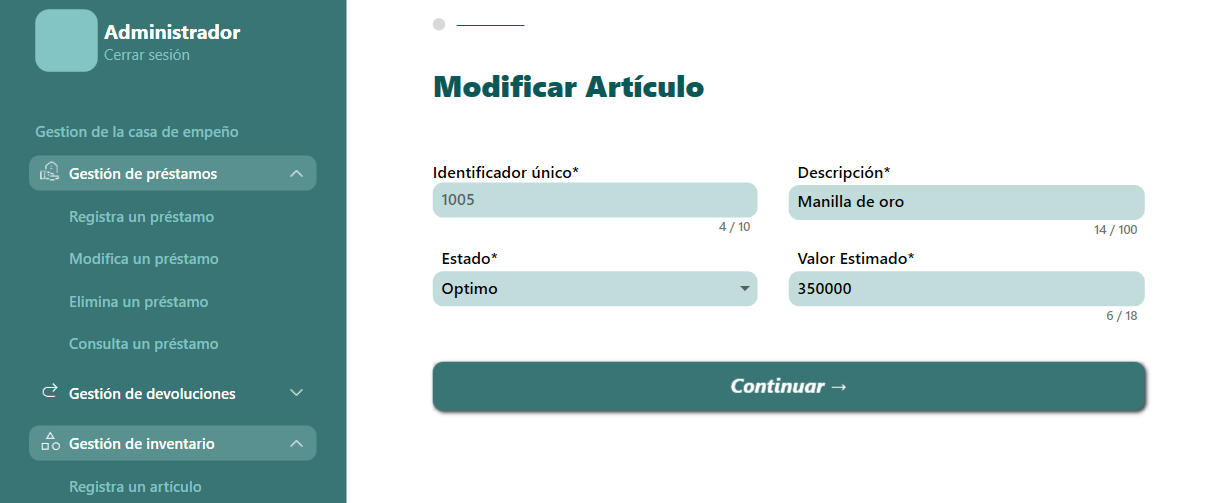 Administrador
Cerrar sesión
Gestion de la casa de empeño
Gestión de préstamos
Registra un préstamo
Modifica un préstamo
Elimina un préstamo
Consulta un préstamo
Gestión de devoluciones
Gestión de inventario
Registra un artículo
Modificar Artículo
Identificador único*
1005
4 / 10
Descripción*
Manilla de oro
14 / 100
Estado*
Optimo
Valor Estimado*
350000
6 / 18
Continuar →